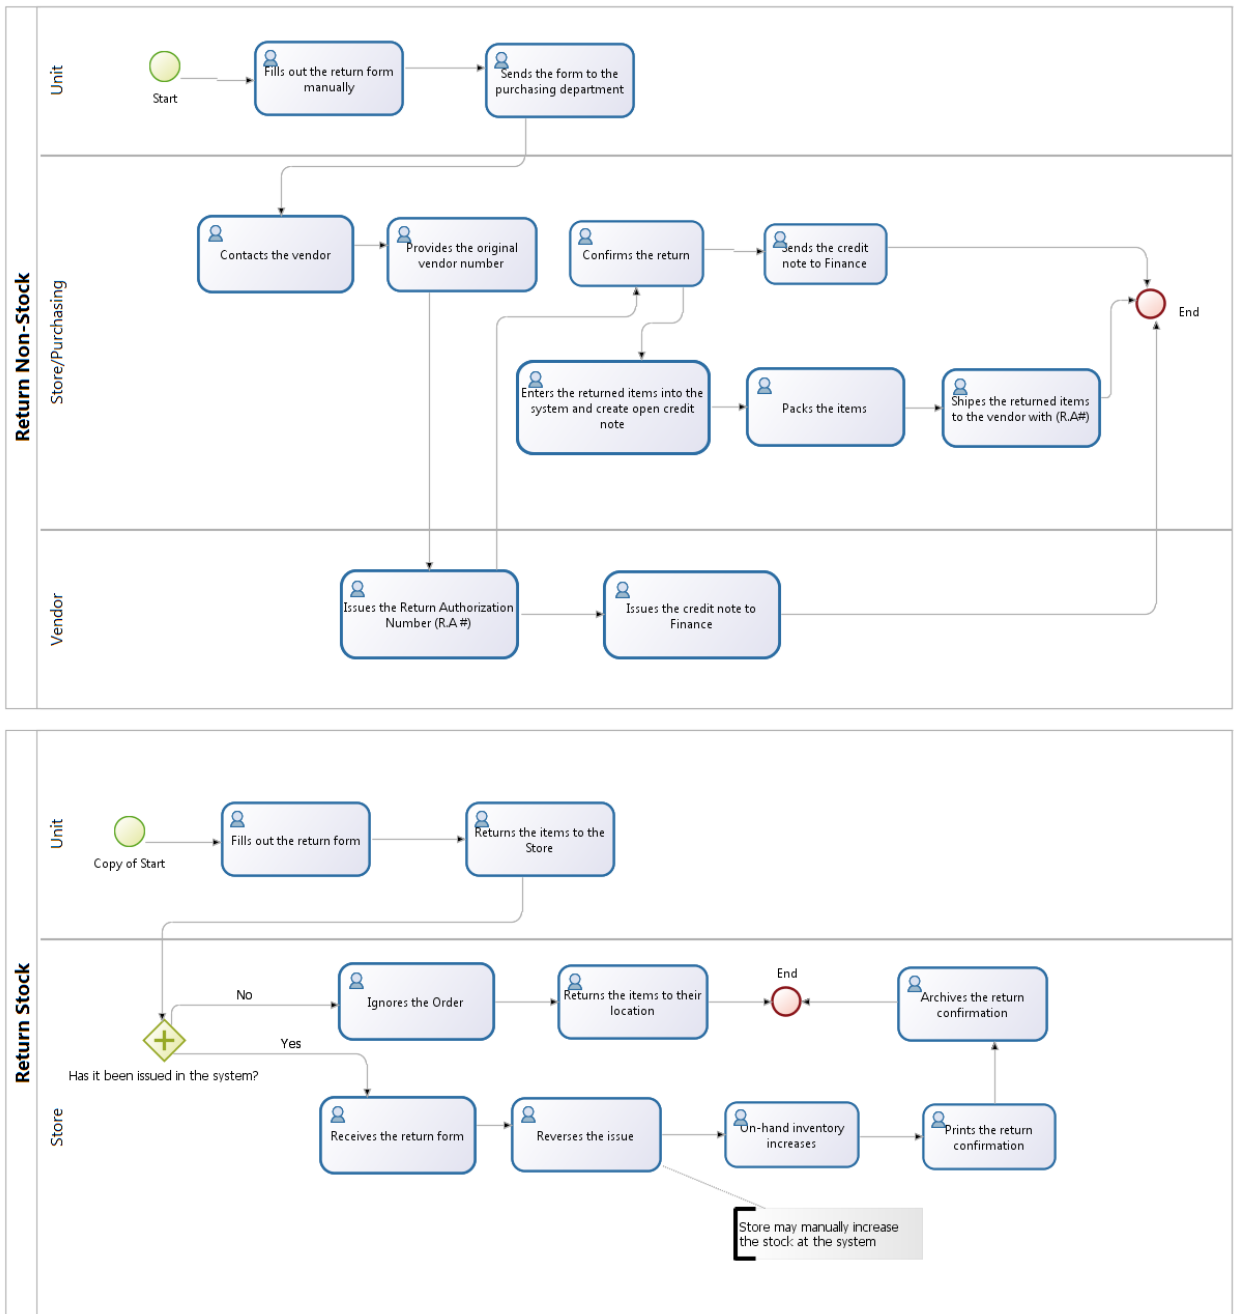 Return Non-Stock
Unit
Start
Fills out the return form
manually
Sends the form to the
purchasing department
Store/Purchasing
Contacts the vendor
Provides the original
vendor number
Confirms the return
Sends the credit
note to Finance
End
Enters the returned items into the
system and create open credit
note
Packs the items
Shipes the returned items
to the vendor with (R.A#)
Vendor
Issues the Return Authorization
Number (R.A #)
Issues the credit note to
Finance
Return Stock
Unit
Copy of Start
Fills out the return form
Returns the items to the
Store
Store
Has it been issued in the system?
No
Ignores the Order
Returns the items to their
location
End
Archives the return
confirmation
Yes
Receives the return form
Reverses the issue
On-hand inventory
increases
Prints the return
confirmation
Store may manually increase
the stock at the system